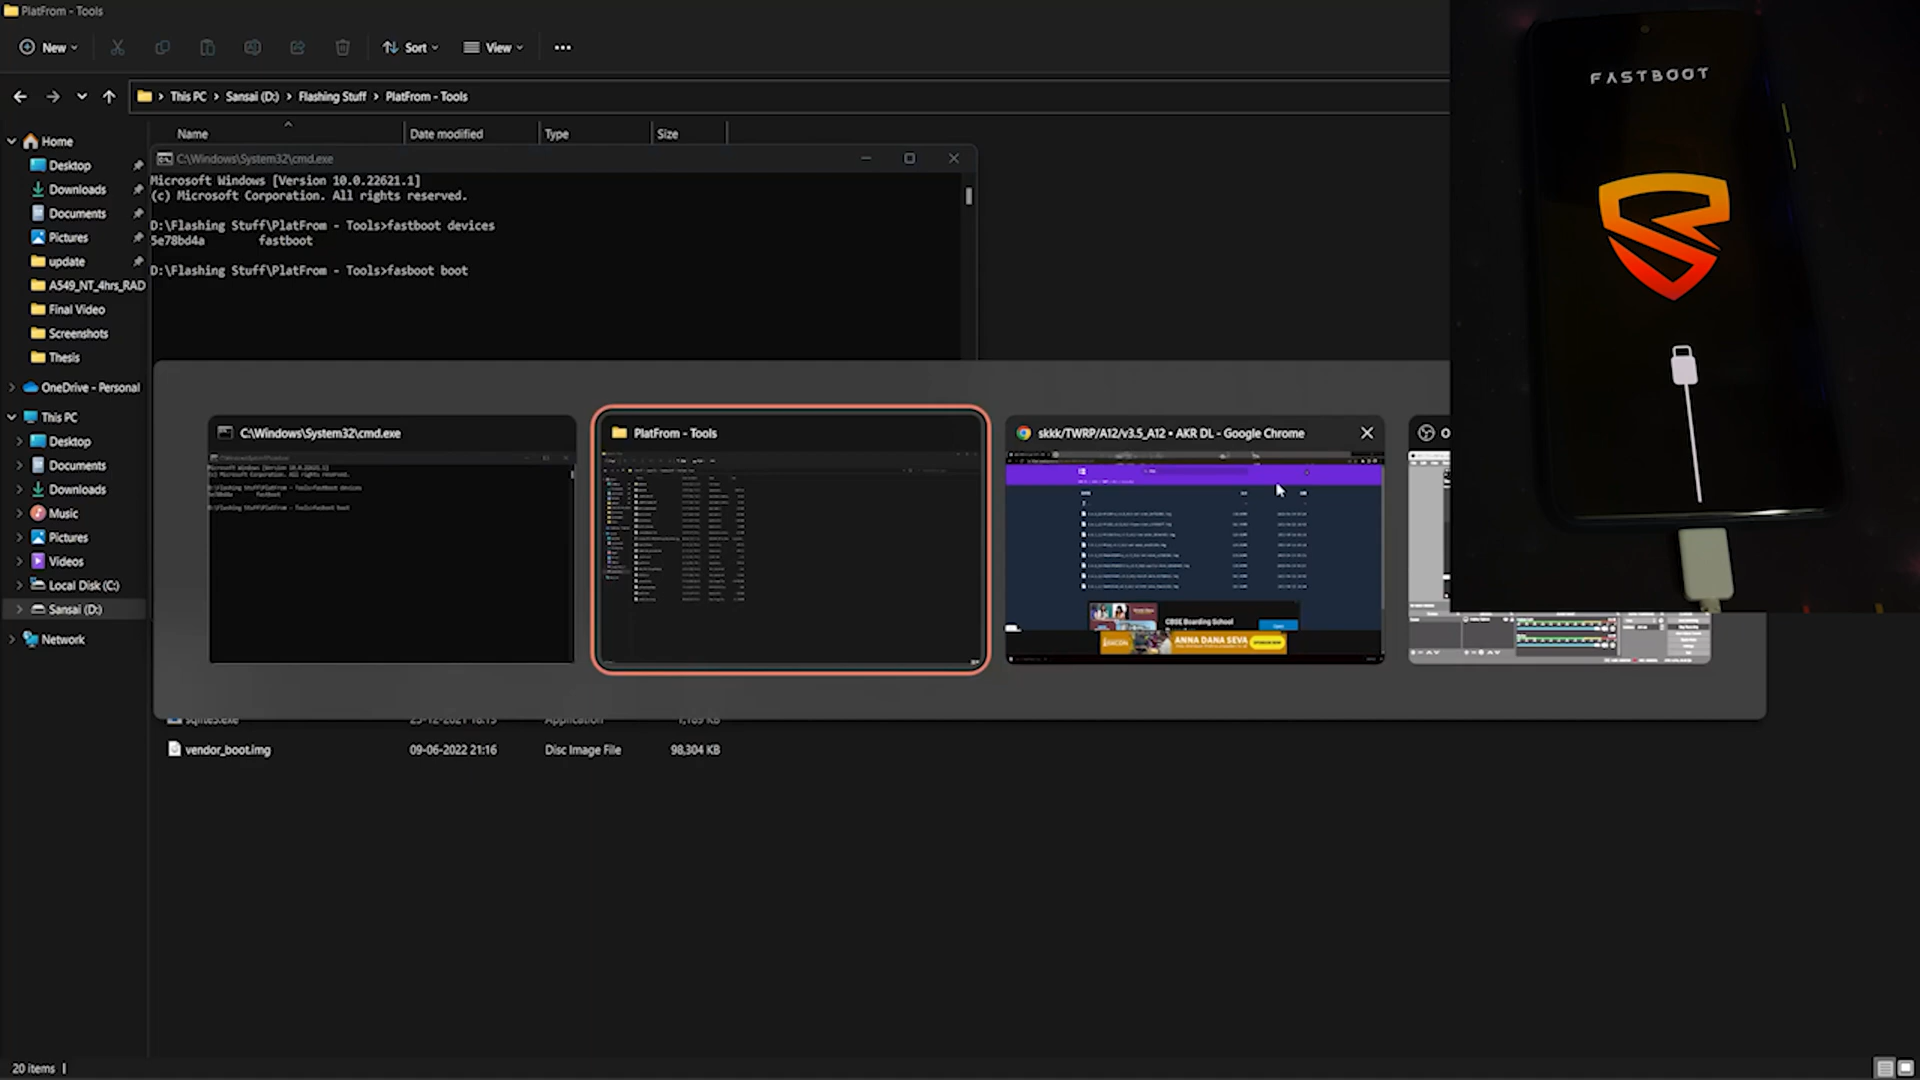 PlatFrom - Tools
New
Sort
View
This PC > Sansai (D:) > Flashing Stuff > PlatFrom - Tools
Name Date modified Type Size
Home
Desktop
Downloads
Documents
Pictures
update
A549_NT_4hrs_RAD
Final Video
Screenshots
Thesis
OneDrive - Personal
This PC
Desktop
Documents
Downloads
Music
Pictures
Videos
Local Disk (C:)
Sansai (D:)
Network
C:\Windows\System32\cmd.exe
Microsoft Windows [Version 10.0.22621.1]
(c) Microsoft Corporation. All rights reserved.
D:\Flashing Stuff\PlatFrom - Tools>fastboot devices
5e78bd4a fastboot
D:\Flashing Stuff\PlatFrom - Tools>fasboot boot
C:\Windows\System32\cmd.exe
PlatFrom - Tools
skkk/TWRP/A12/v3.5_A12 • AKR DL - Google Chrome
CBSE Boarding School
ANNA DANA SEVA
vendor_boot.img 09-06-2022 21:16 Disc Image File 98,304 KB
20 items
FASTBOOT